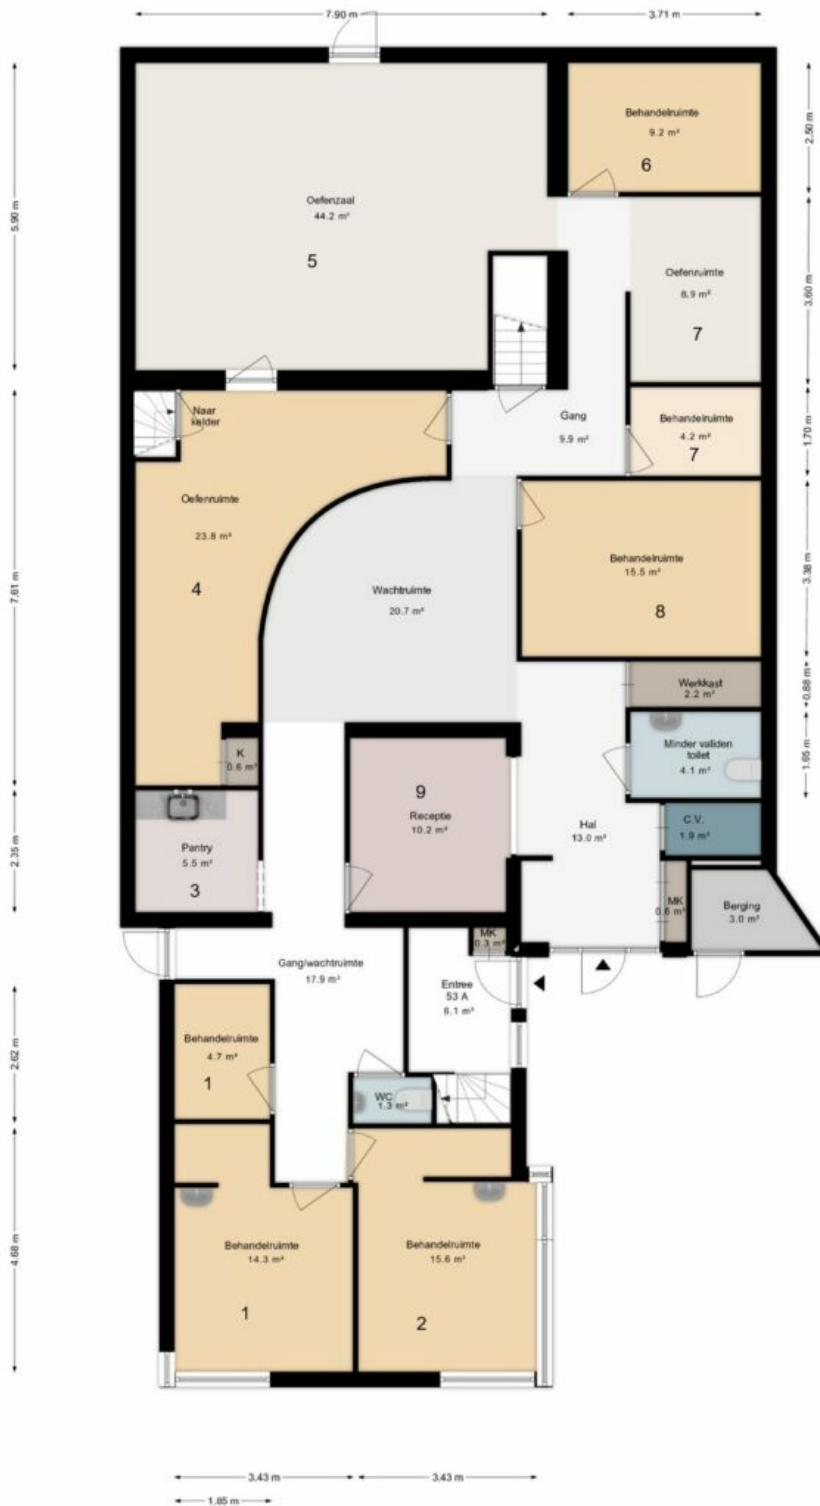 7.90 m
3.71 m
Behandelruimte
9.2 m²
6
2.50 m
5.90 m
Oefenzaal
44.2 m²
5
Oefenruimte
8.9 m²
7
3.60 m
Naar
kelder
Gang
9.9 m²
Behandelruimte
4.2 m²
7
1.70 m
Oefenruimte
23.8 m²
4
7.61 m
Wachtruimte
20.7 m²
Behandelruimte
15.5 m²
8
3.38 m
Werkkast
2.2 m²
0.88 m
K
0.6 m²
Minder validen
toilet
4.1 m²
1.65 m
9
Receptie
10.2 m²
Hal
13.0 m²
C.V.
1.9 m²
Pantry
5.5 m²
3
2.35 m
MK
0.6 m²
Berging
3.0 m²
MK
0.3 m²
Gang/wachtruimte
17.9 m²
Entree
53 A
6.1 m²
Behandelruimte
4.7 m²
1
2.62 m
WC
1.3 m²
Behandelruimte
14.3 m²
1
Behandelruimte
15.6 m²
2
4.68 m
3.43 m
3.43 m
1.85 m